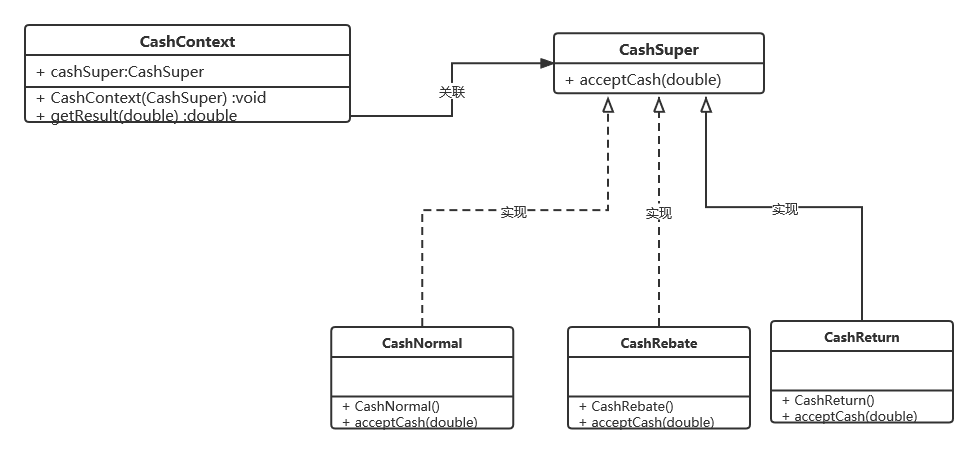 CashContext
+ cashSuper:CashSuper
+ CashContext(CashSuper) :void
+ getResult(double) :double
关联
CashSuper
+ acceptCash(double)
实现
实现
实现
CashNormal
+ CashNormal()
+ acceptCash(double)
CashRebate
+ CashRebate()
+ acceptCash(double)
CashReturn
+ CashReturn()
+ acceptCash(double)